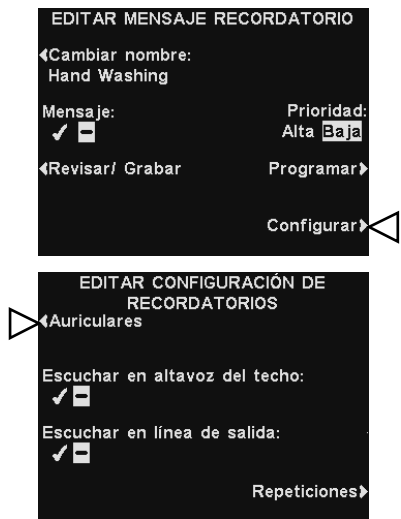 EDITAR MENSAJE RECORDATORIO
Cambiar nombre:
Hand Washing
Mensaje:
Prioridad:
✓ –
Alta Baja
Revisar/ Grabar
Programar
Configurar
EDITAR CONFIGURACIÓN DE
RECORDATORIOS
Auriculares
Escuchar en altavoz del techo:
✓ –
Escuchar en línea de salida:
✓ –
Repeticiones